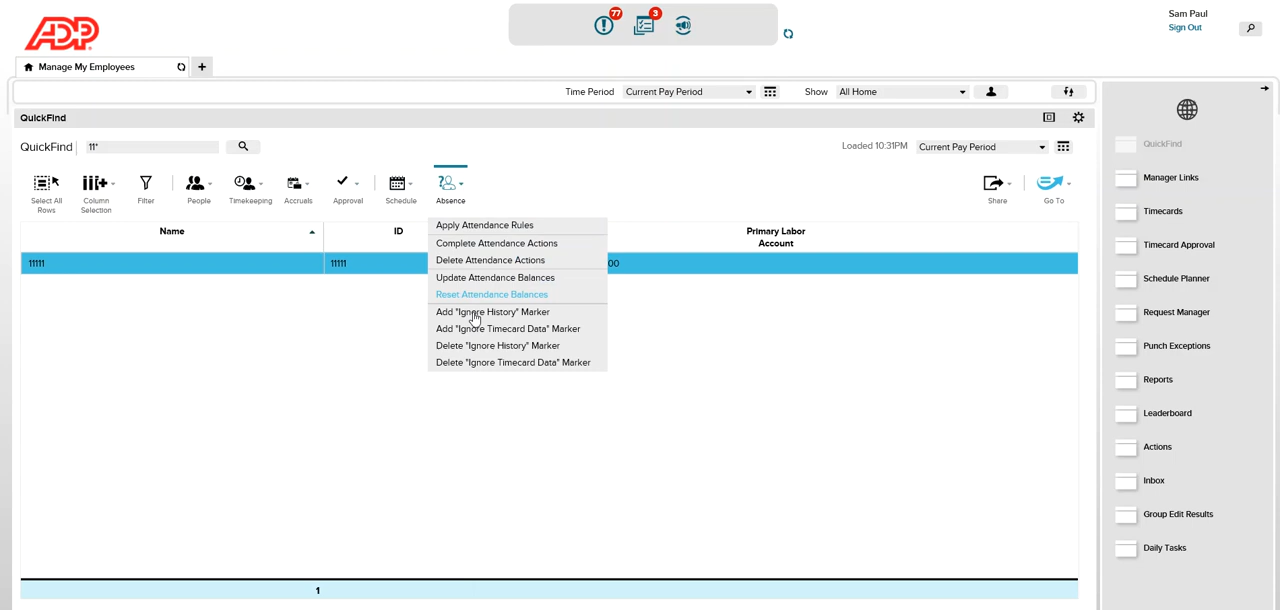 ADP
77
3
Sam Paul
Sign Out
Manage My Employees
+
Time Period Current Pay Period Show All Home
QuickFind
QuickFind 11* Loaded 10:31PM Current Pay Period
Select All
Rows
Column
Selection
Filter
People
Timekeeping
Accruals
Approval
Schedule
Absence
Share
Go To
Name ID Primary Labor
Account
11111 11111 00
Apply Attendance Rules
Complete Attendance Actions
Delete Attendance Actions
Update Attendance Balances
Reset Attendance Balances
Add "Ignore History" Marker
Add "Ignore Timecard Data" Marker
Delete "Ignore History" Marker
Delete "Ignore Timecard Data" Marker
1
QuickFind
Manager Links
Timecards
Timecard Approval
Schedule Planner
Request Manager
Punch Exceptions
Reports
Leaderboard
Actions
Inbox
Group Edit Results
Daily Tasks